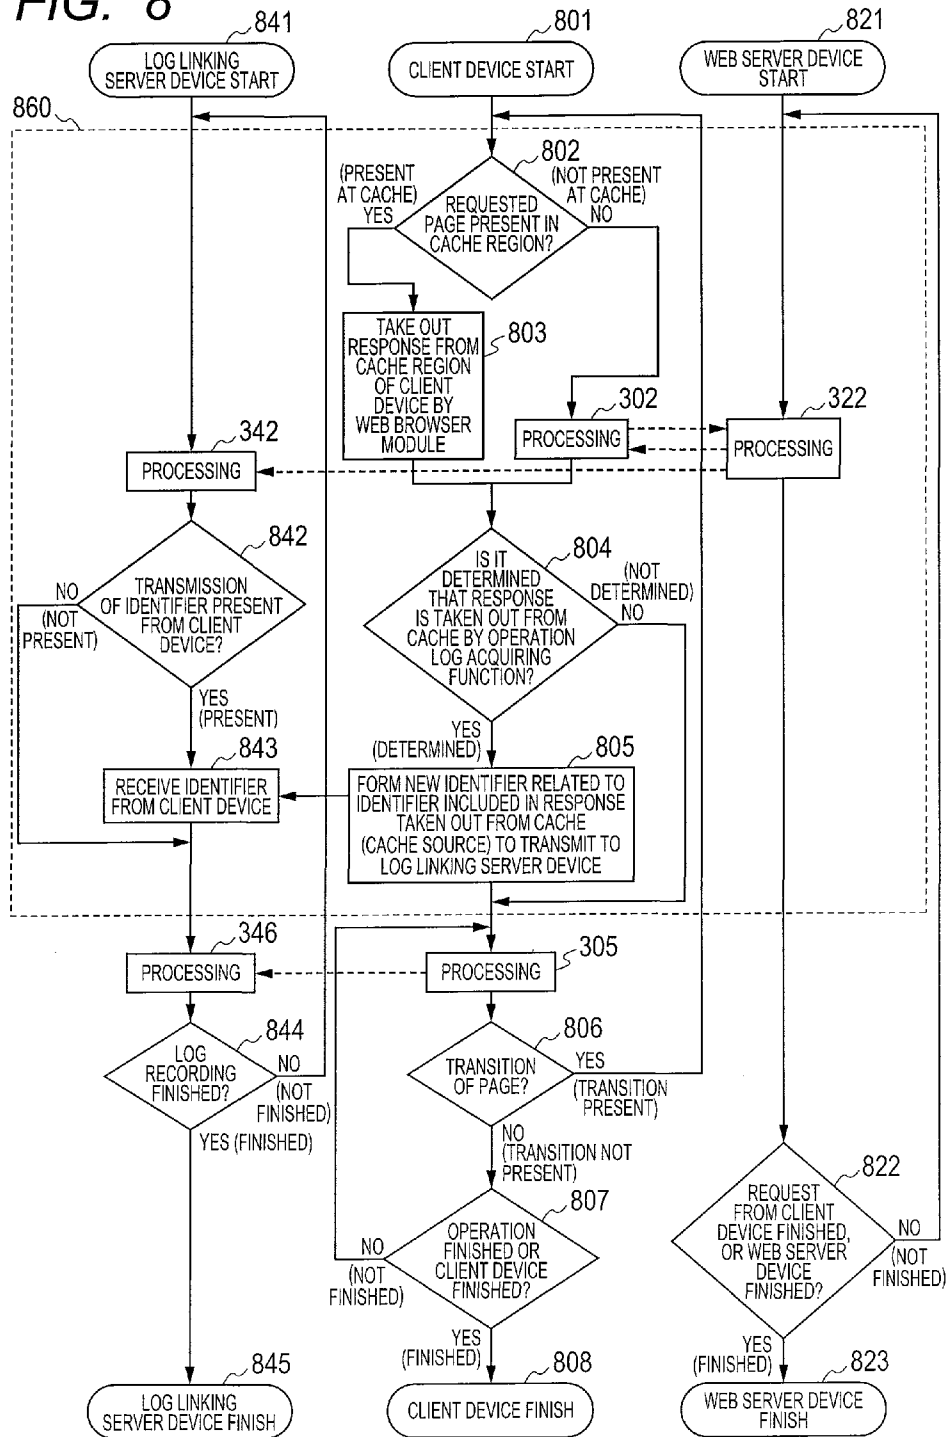 FIG. 8
841
LOG LINKING
SERVER DEVICE START
801
CLIENT DEVICE START
821
WEB SERVER DEVICE
START
860
802
(PRESENT
AT CACHE)
YES
REQUESTED
PAGE PRESENT IN
CACHE REGION?
(NOT PRESENT
AT CACHE)
NO
TAKE OUT
RESPONSE FROM
CACHE REGION
OF CLIENT
DEVICE BY
WEB BROWSER
MODULE
803
302
PROCESSING
322
PROCESSING
342
PROCESSING
842
TRANSMISSION
OF IDENTIFIER PRESENT
FROM CLIENT
DEVICE?
NO
(NOT
PRESENT)
YES
(PRESENT)
804
IS IT
DETERMINED
THAT RESPONSE
IS TAKEN OUT FROM
CACHE BY OPERATION
LOG ACQUIRING
FUNCTION?
(NOT
DETERMINED)
NO
YES
(DETERMINED)
843
RECEIVE IDENTIFIER
FROM CLIENT DEVICE
805
FORM NEW IDENTIFIER RELATED TO
IDENTIFIER INCLUDED IN RESPONSE
TAKEN OUT FROM CACHE
(CACHE SOURCE) TO TRANSMIT TO
LOG LINKING SERVER DEVICE
346
PROCESSING
305
PROCESSING
844
LOG
RECORDING
FINISHED?
NO
(NOT
FINISHED)
YES (FINISHED)
806
TRANSITION
OF PAGE?
YES
(TRANSITION
PRESENT)
NO
(TRANSITION NOT
PRESENT)
807
OPERATION
FINISHED OR
CLIENT DEVICE
FINISHED?
NO
(NOT
FINISHED)
YES
(FINISHED)
822
REQUEST
FROM CLIENT
DEVICE FINISHED,
OR WEB SERVER
DEVICE
FINISHED?
NO
(NOT
FINISHED)
YES
(FINISHED)
845
LOG LINKING
SERVER DEVICE FINISH
808
CLIENT DEVICE FINISH
823
WEB SERVER DEVICE
FINISH